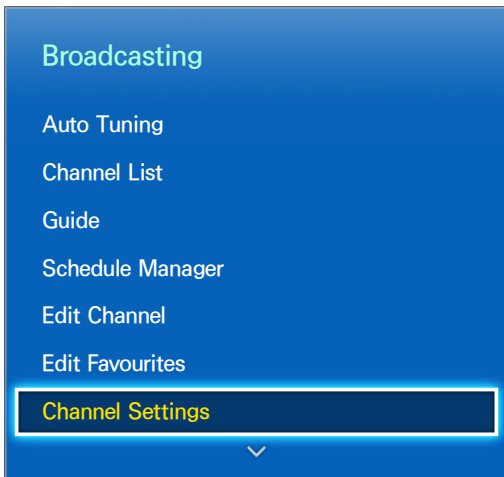 Broadcasting
Auto Tuning
Channel List
Guide
Schedule Manager
Edit Channel
Edit Favourites
Channel Settings